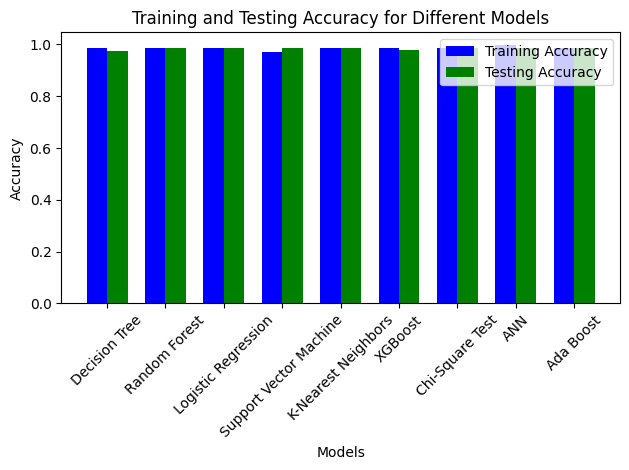 Training and Testing Accuracy for Different Models
Training Accuracy
Testing Accuracy
Accuracy
1.0
0.8
0.6
0.4
0.2
0.0
Decision Tree
Random Forest
Logistic Regression
Support Vector Machine
K-Nearest Neighbors
XGBoost
Chi-Square Test
ANN
Ada Boost
Models